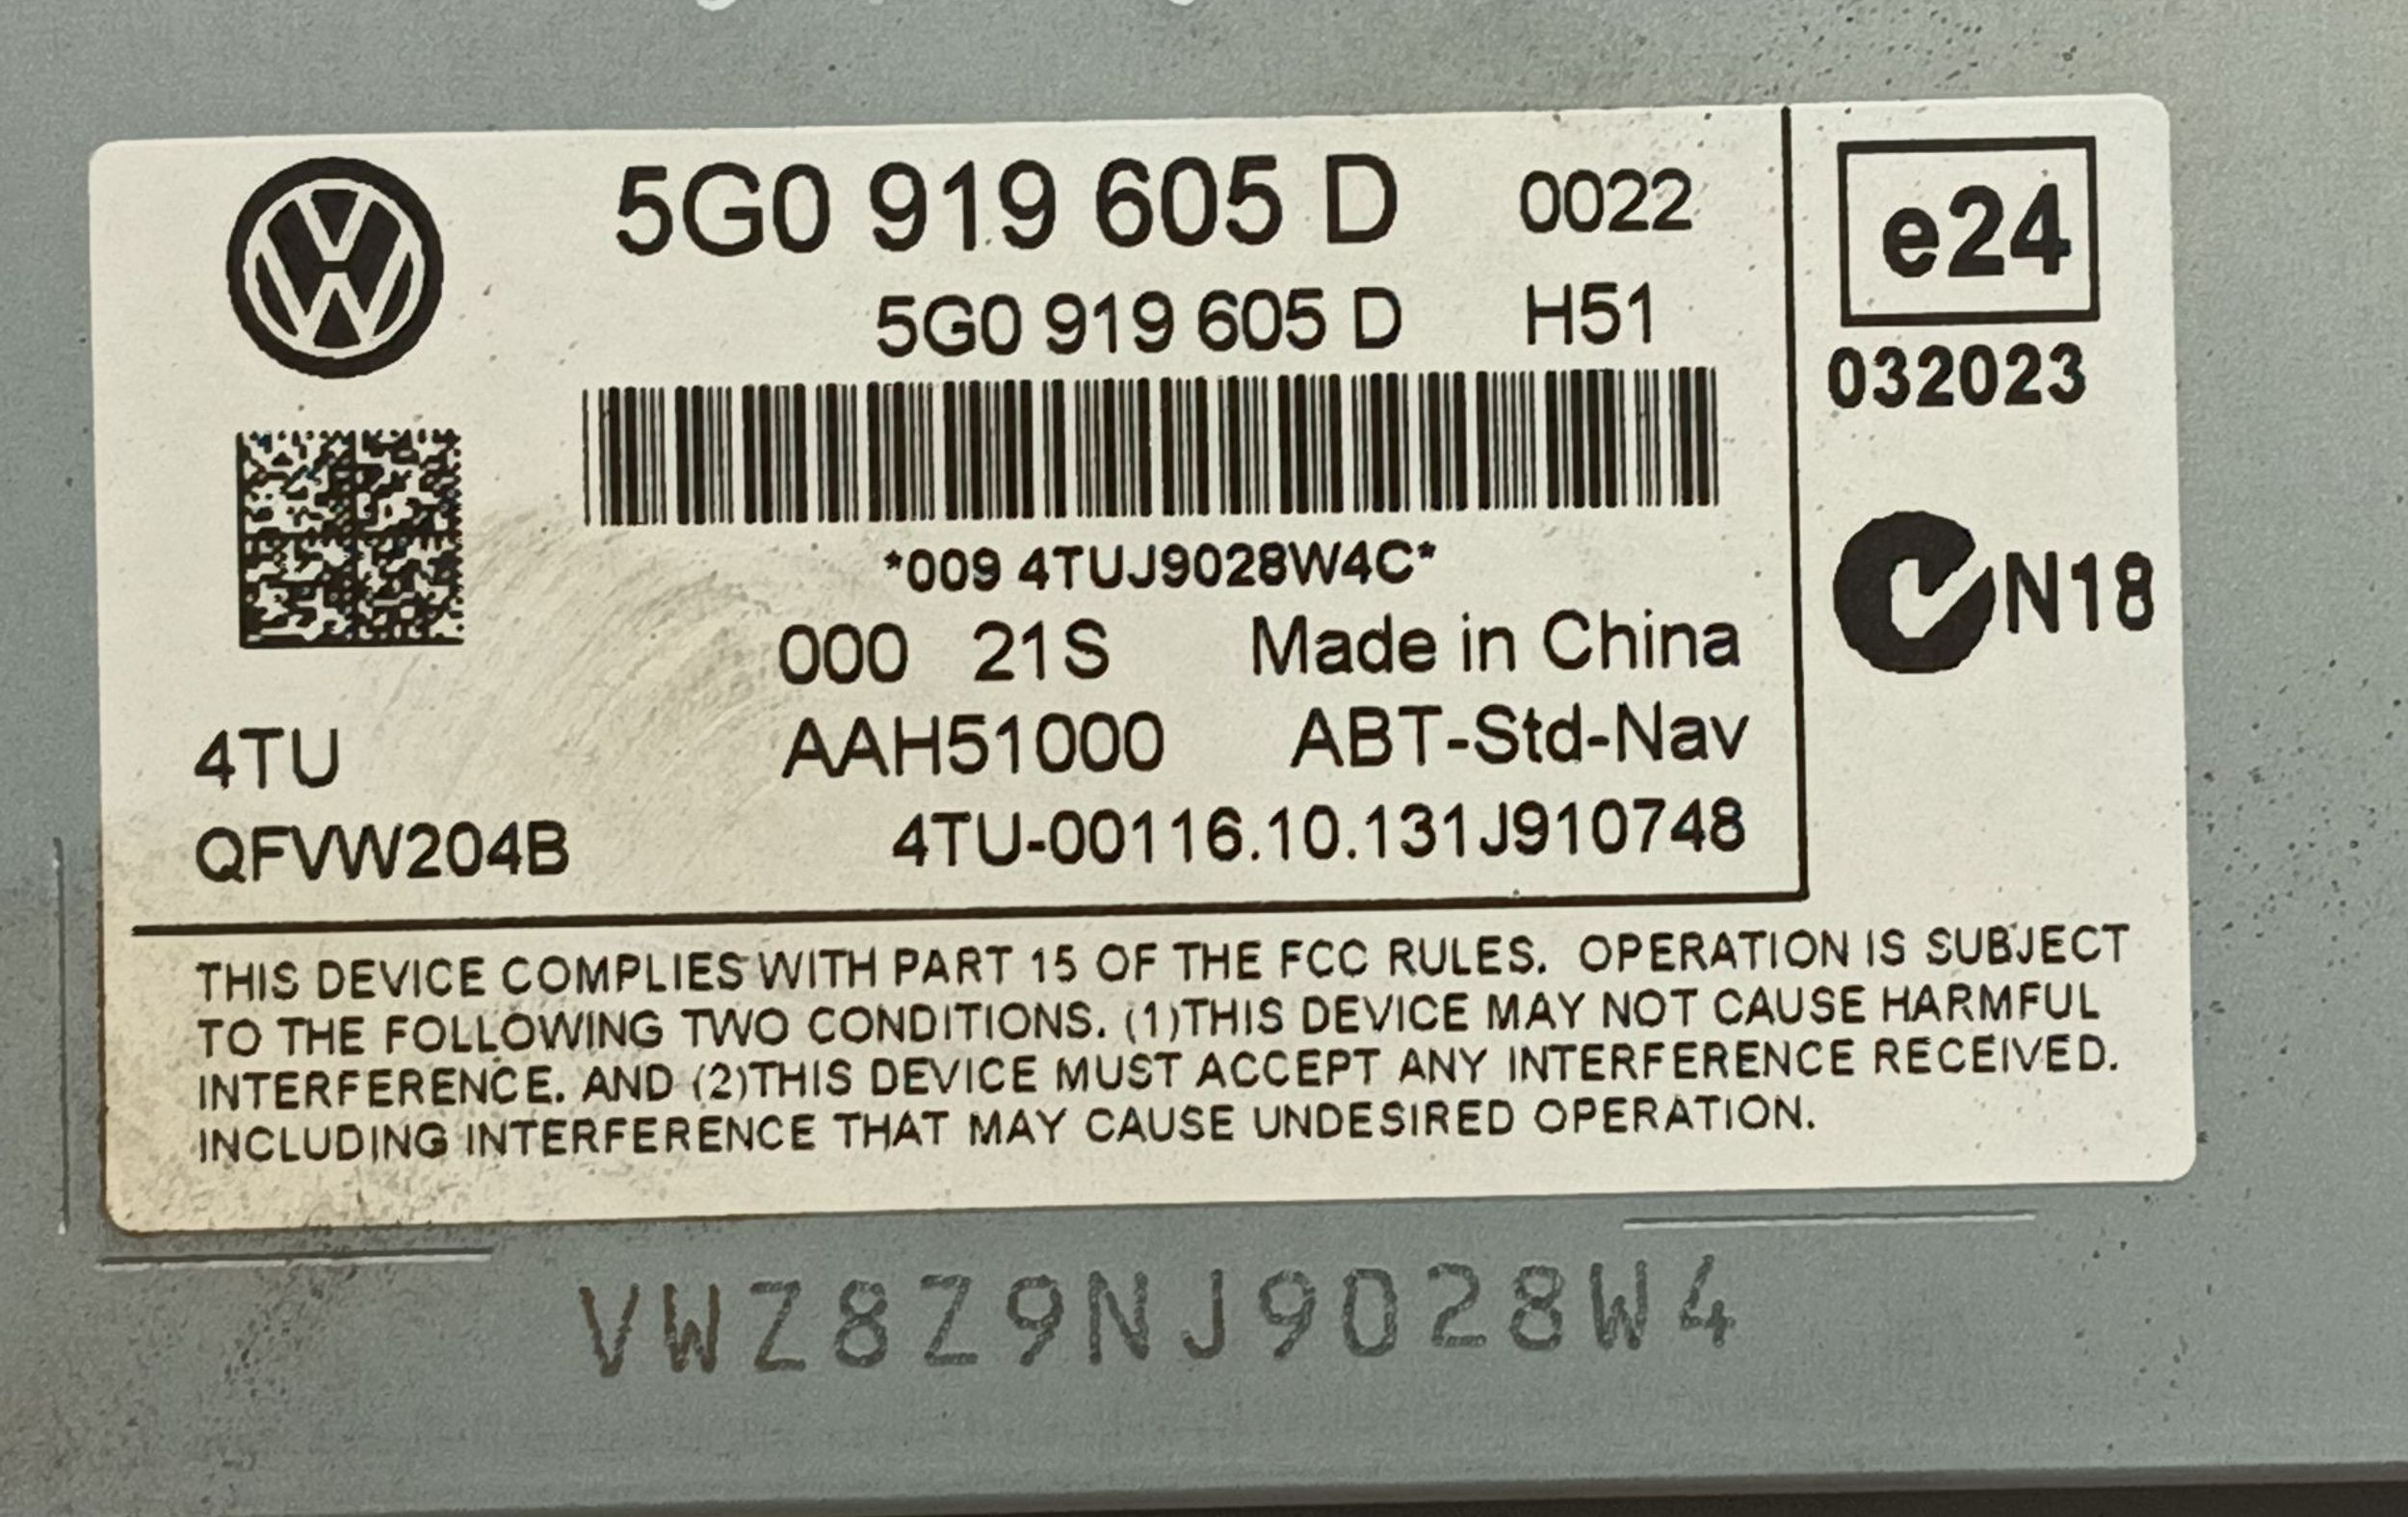 5G0 919 605 D 0022
5G0 919 605 D H51
*009 4TUJ9028W4C*
000 21S Made in China
4TU AAH51000 ABT-Std-Nav
QFVW204B 4TU-00116.10.131J910748
e24
032023
N18
THIS DEVICE COMPLIES WITH PART 15 OF THE FCC RULES. OPERATION IS SUBJECT
TO THE FOLLOWING TWO CONDITIONS. (1)THIS DEVICE MAY NOT CAUSE HARMFUL
INTERFERENCE. AND (2)THIS DEVICE MUST ACCEPT ANY INTERFERENCE RECEIVED.
INCLUDING INTERFERENCE THAT MAY CAUSE UNDESIRED OPERATION.
VWZ8Z9NJ9028W4